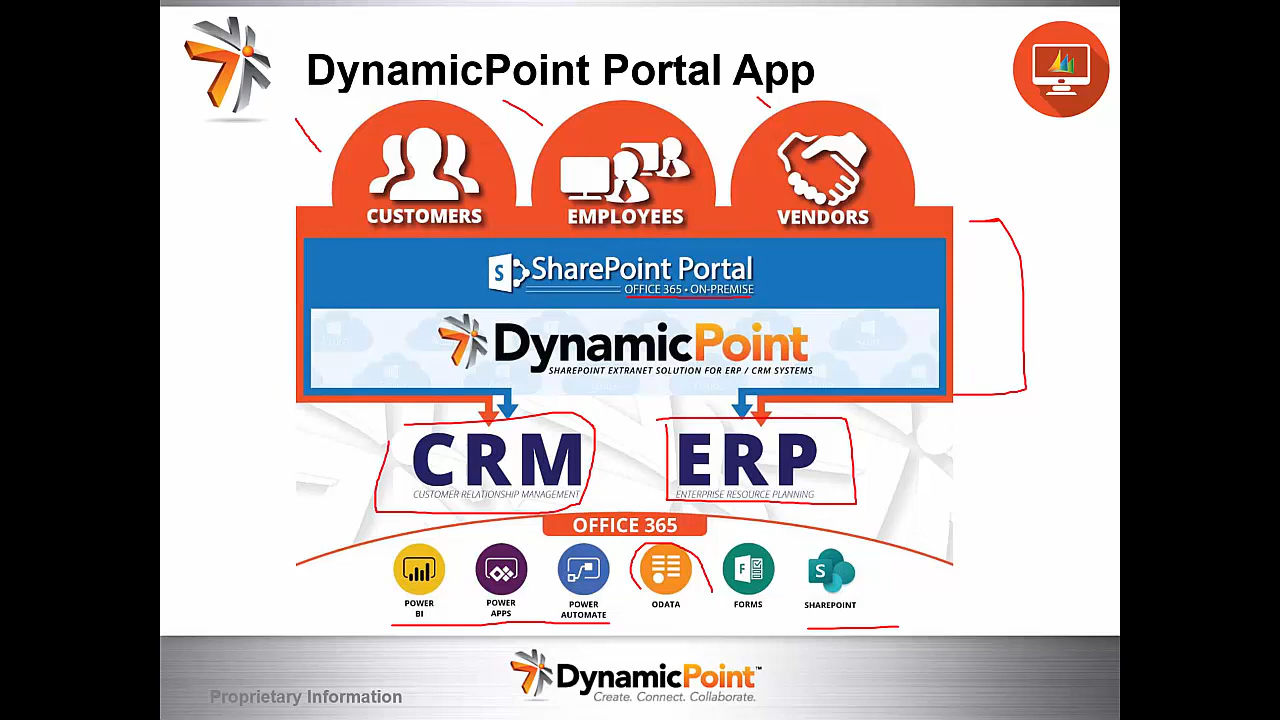 DynamicPoint Portal App
CUSTOMERS
EMPLOYEES
VENDORS
S SharePoint Portal
OFFICE 365 • ON-PREMISE
DynamicPoint
SHAREPOINT EXTRANET SOLUTION FOR ERP / CRM SYSTEMS
CRM
CUSTOMER RELATIONSHIP MANAGEMENT
ERP
ENTERPRISE RESOURCE PLANNING
OFFICE 365
F
S
POWER
BI
POWER
APPS
POWER
AUTOMATE
ODATA
FORMS
SHAREPOINT
DynamicPoint™
Create. Connect. Collaborate.
Proprietary Information